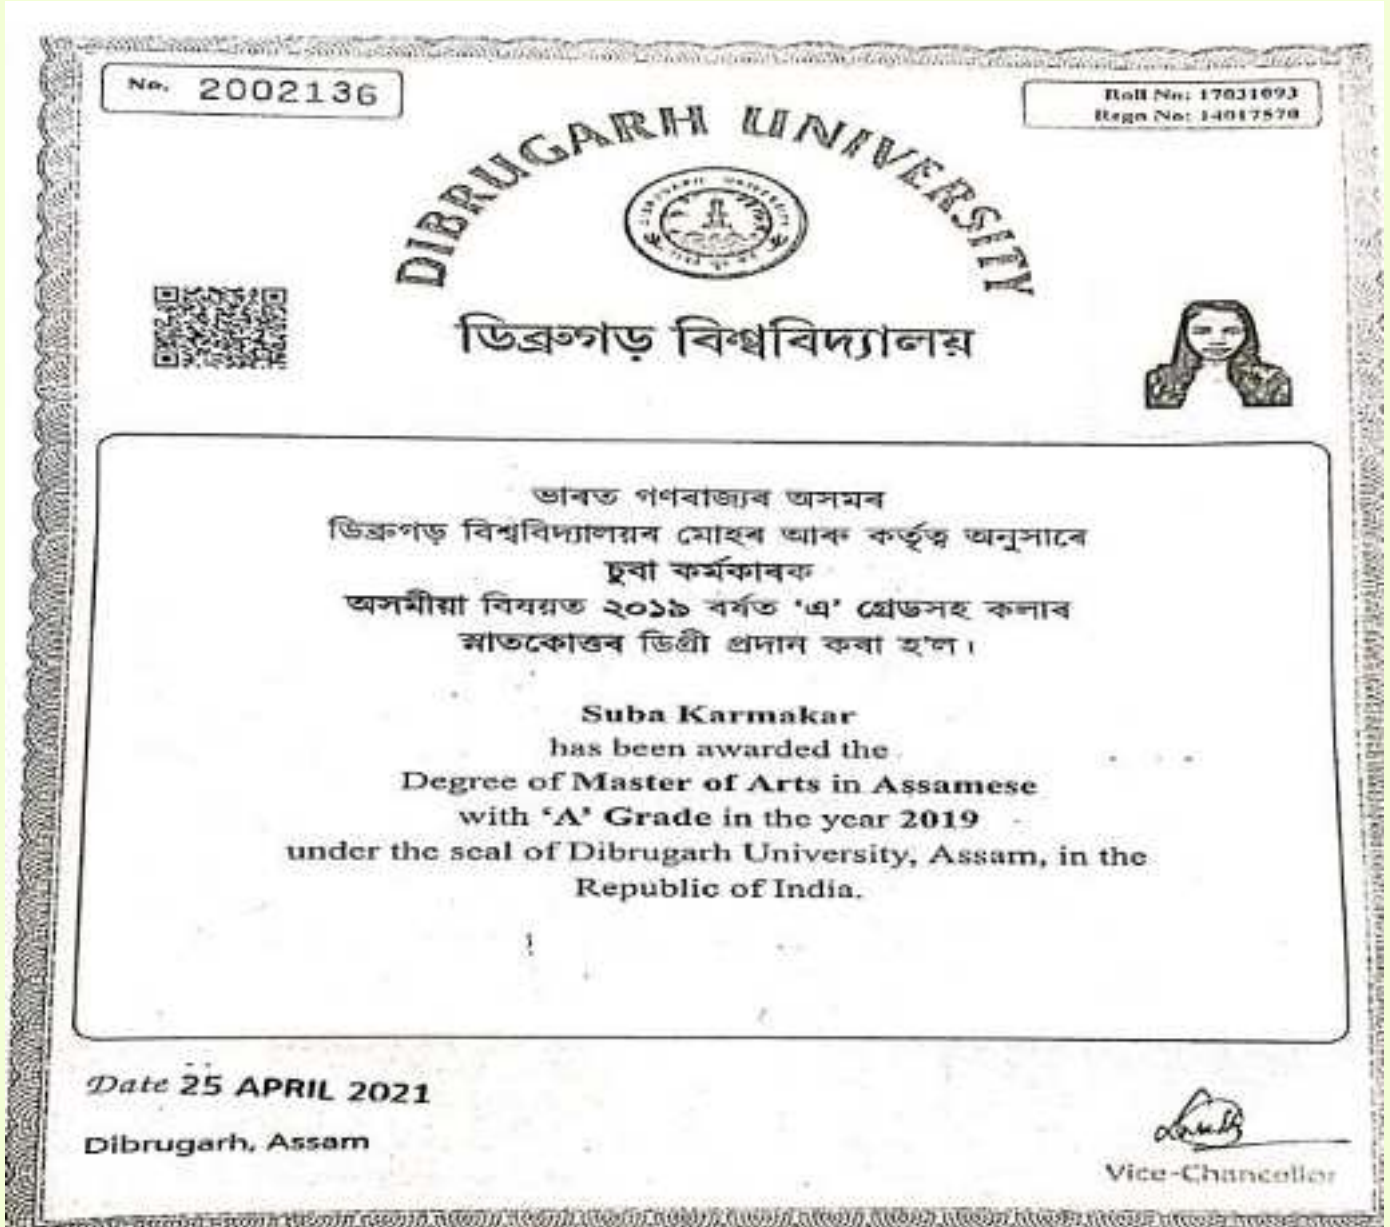 No. 2002136
Roll No: 17031093
Regn No: 14017570
DIBRUGARH UNIVERSITY
DIBRUGARH UNIVERSITY
ডিব্রুগড় বিশ্ববিদ্যালয়
ভাৰত গণৰাজ্যৰ অসমৰ
ডিব্রুগড় বিশ্ববিদ্যালয়ৰ মোহৰ আৰু কৰ্তৃত্ব অনুসাৰে
চুবা কৰ্মকাৰক
অসমীয়া বিষয়ত ২০১৯ বৰ্ষত ‘এ’ গ্ৰেডসহ কলাৰ
স্নাতকোত্তৰ ডিগ্ৰী প্ৰদান কৰা হ'ল।
Suba Karmakar
has been awarded the
Degree of Master of Arts in Assamese
with ‘A’ Grade in the year 2019
under the seal of Dibrugarh University, Assam, in the
Republic of India.
Date 25 APRIL 2021
Dibrugarh, Assam
Vice-Chancellor